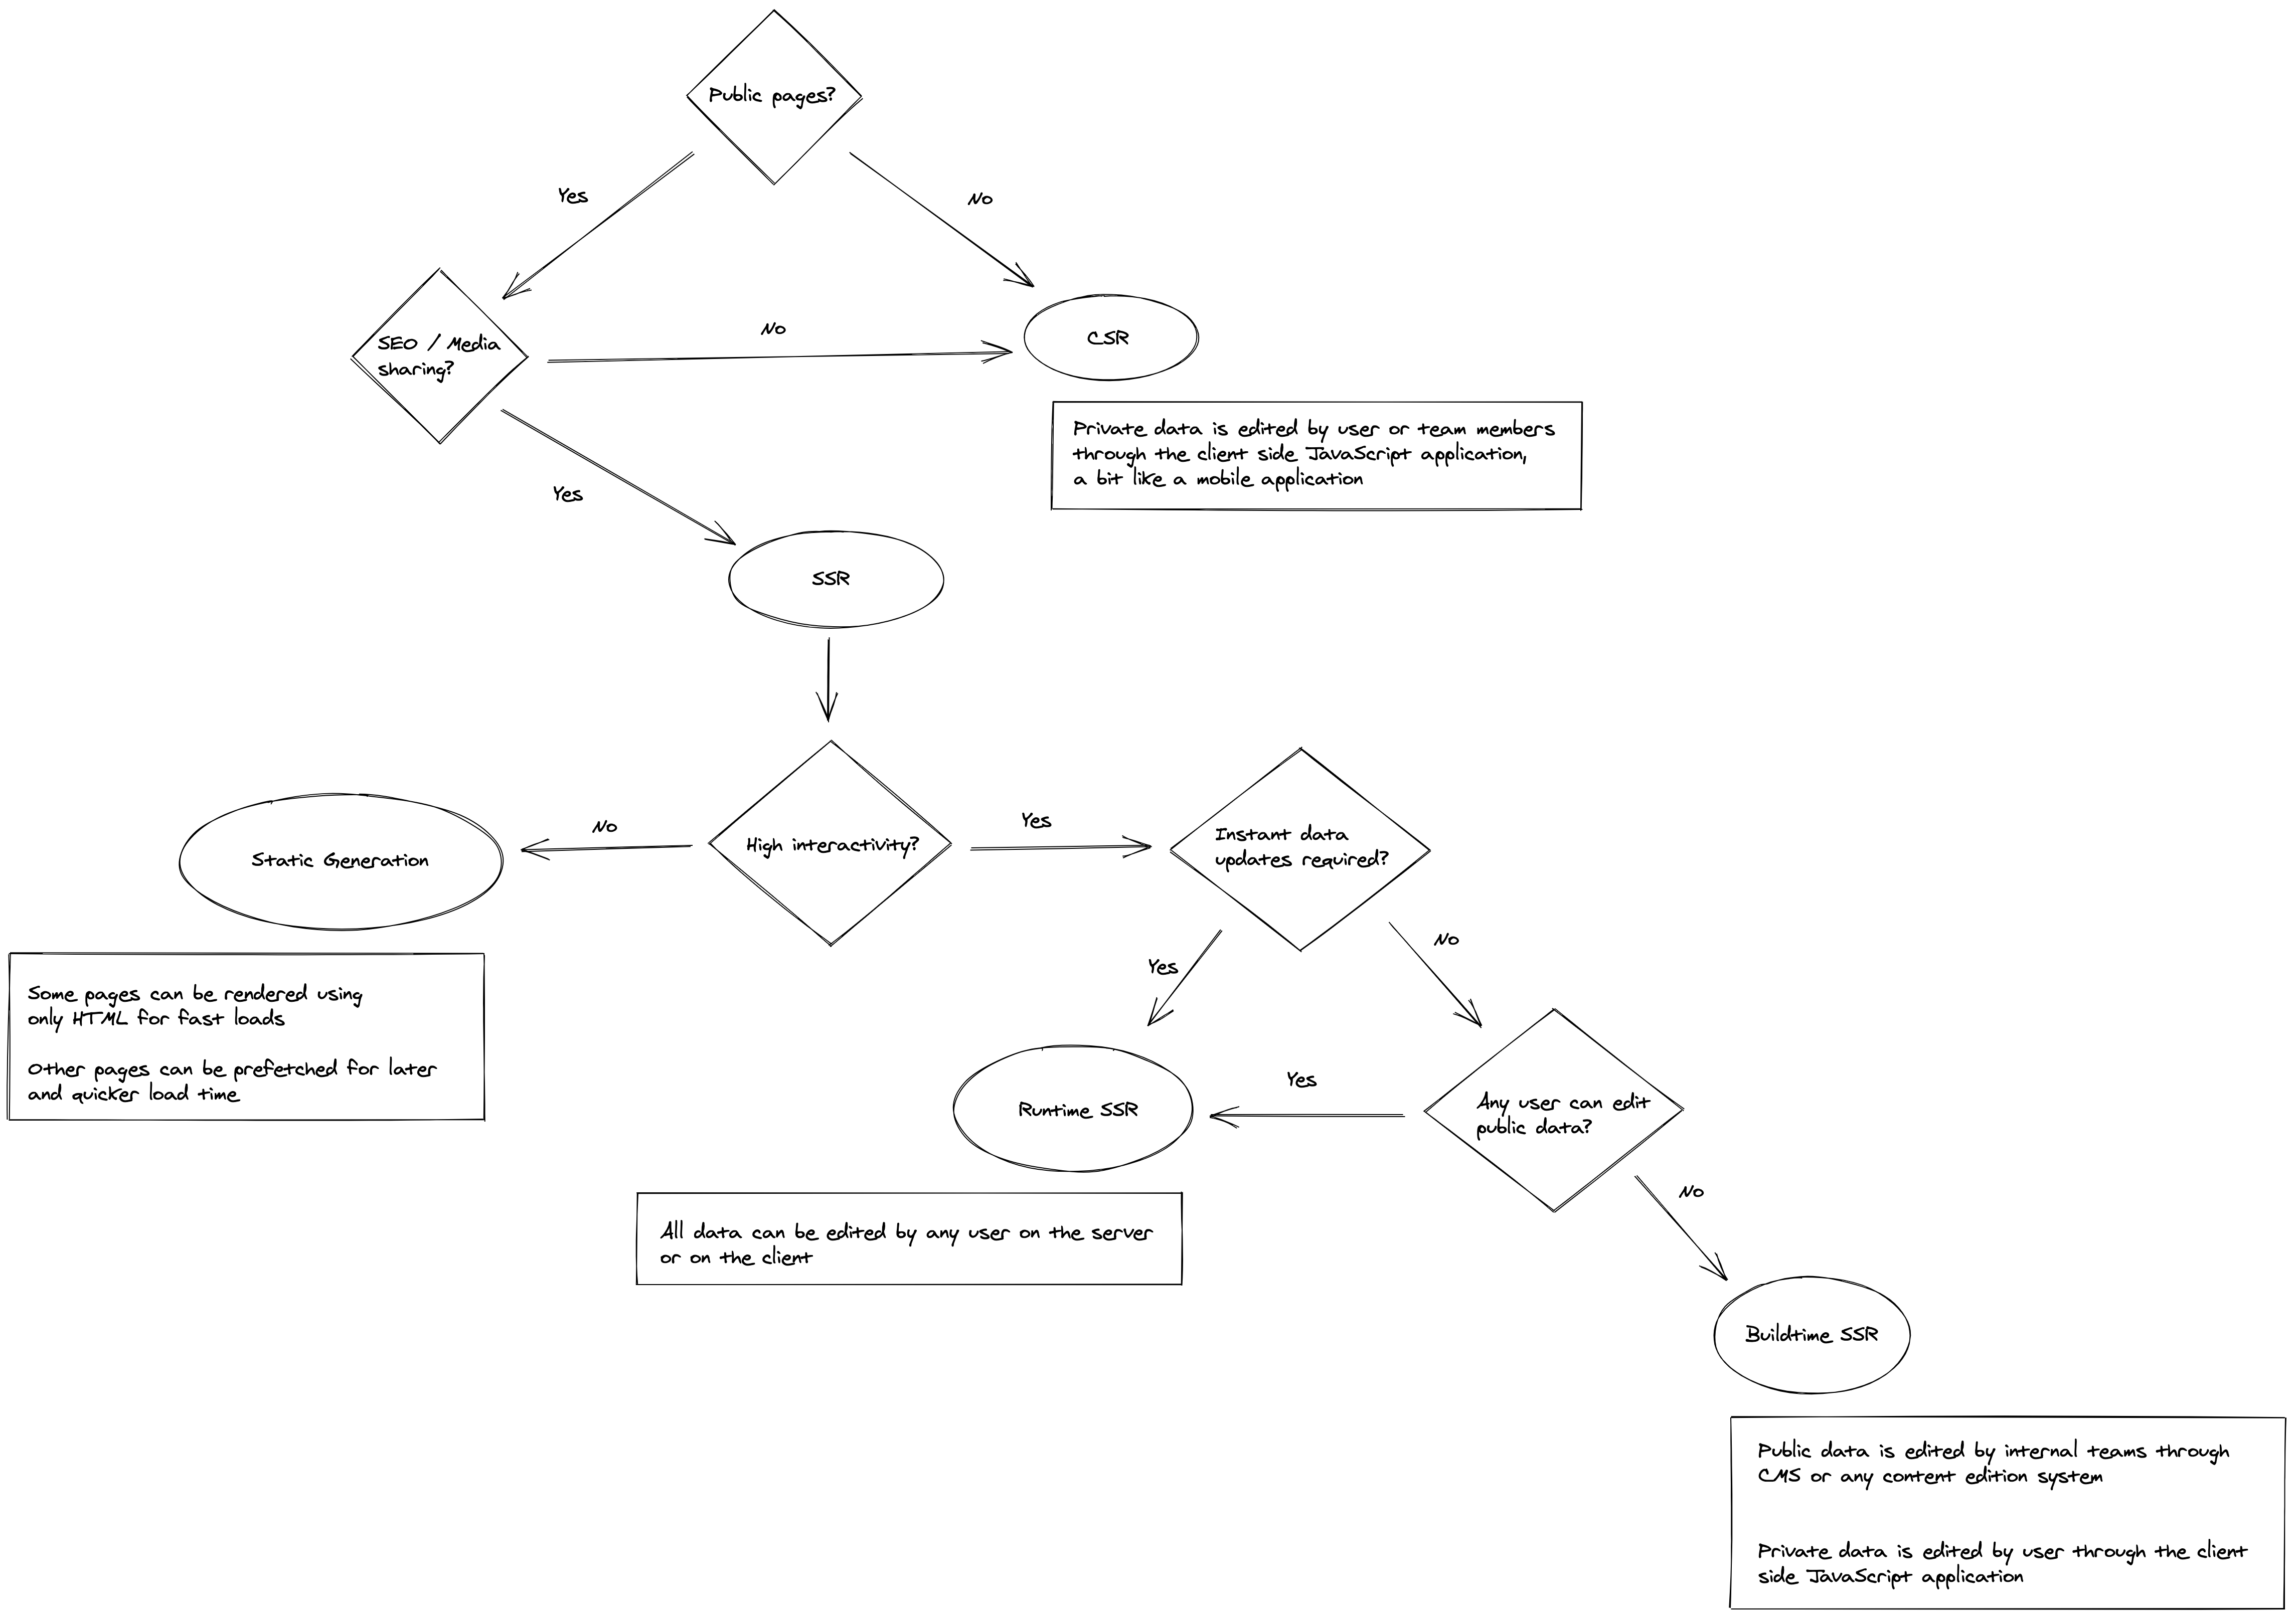 Public pages?
Yes
No
SEO / Media
sharing?
No
CSR
Private data is edited by user or team members
through the client side JavaScript application,
a bit like a mobile application
Yes
SSR
Static Generation
No
High interactivity?
Yes
Instant data
updates required?
Some pages can be rendered using
only HTML for fast loads
Other pages can be prefetched for later
and quicker load time
Yes
No
Runtime SSR
Yes
Any user can edit
public data?
All data can be edited by any user on the server
or on the client
No
Buildtime SSR
Public data is edited by internal teams through
CMS or any content edition system
Private data is edited by user through the client
side JavaScript application